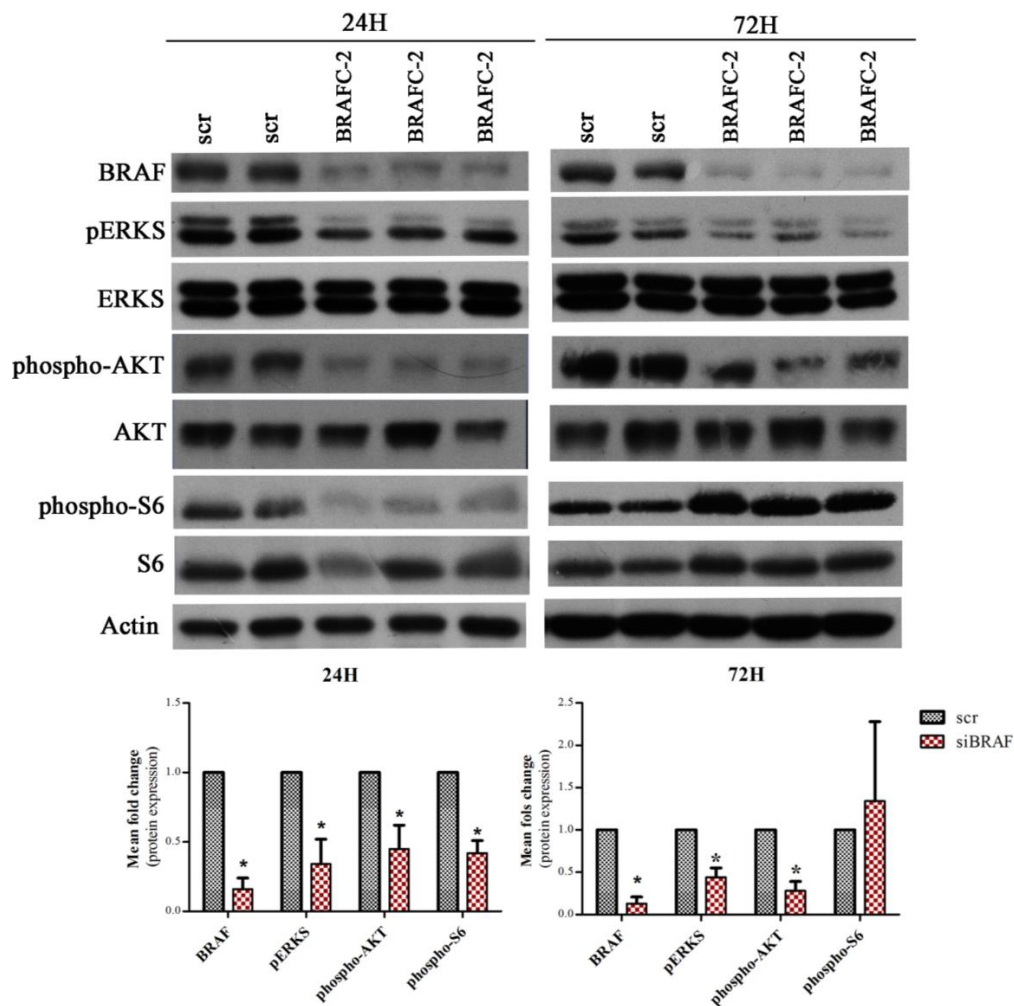 24H
72H
scr
scr
BRAFC-2
BRAFC-2
BRAFC-2
scr
scr
BRAFC-2
BRAFC-2
BRAFC-2
BRAF
pERKS
ERKS
phospho-AKT
AKT
phospho-S6
S6
Actin
24H
Mean fold change
(protein expression)
1.5
1.0
0.5
0.0
*
*
*
*
BRAF
pERKS
phospho-AKT
phospho-S6
72H
Mean fols change
(protein expression)
2.5
2.0
1.5
1.0
0.5
0.0
*
*
*
BRAF
pERKS
phospho-AKT
phospho-S6
scr
siBRAF